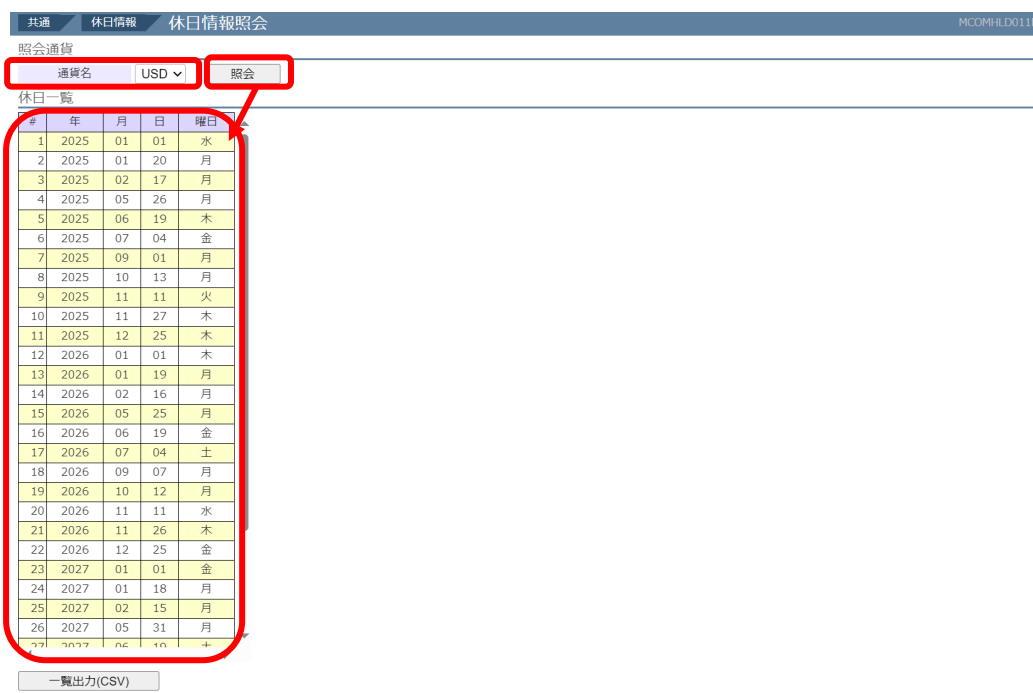 共通 休日情報 休日情報照会 MCOMHLD011
照会通貨
通貨名 USD 照会
休日一覧
# 年 月 日 曜日
1 2025 01 01 水
2 2025 01 20 月
3 2025 02 17 月
4 2025 05 26 月
5 2025 06 19 木
6 2025 07 04 金
7 2025 09 01 月
8 2025 10 13 月
9 2025 11 11 火
10 2025 11 27 木
11 2025 12 25 木
12 2026 01 01 木
13 2026 01 19 月
14 2026 02 16 月
15 2026 05 25 月
16 2026 06 19 金
17 2026 07 04 土
18 2026 09 07 月
19 2026 10 12 月
20 2026 11 11 水
21 2026 11 26 木
22 2026 12 25 金
23 2027 01 01 金
24 2027 01 18 月
25 2027 02 15 月
26 2027 05 31 月
27 2027 06 19 土
一覧出力(CSV)